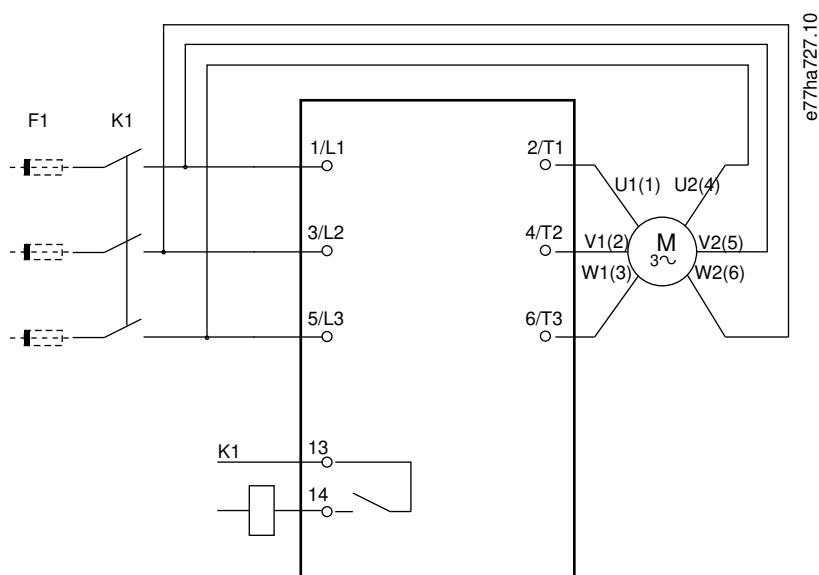 e77ha727.10
F1
K1
1/L1
2/T1
U1(1)
U2(4)
3/L2
4/T2
V1(2)
M
3~
V2(5)
W1(3)
W2(6)
5/L3
6/T3
K1
13
14